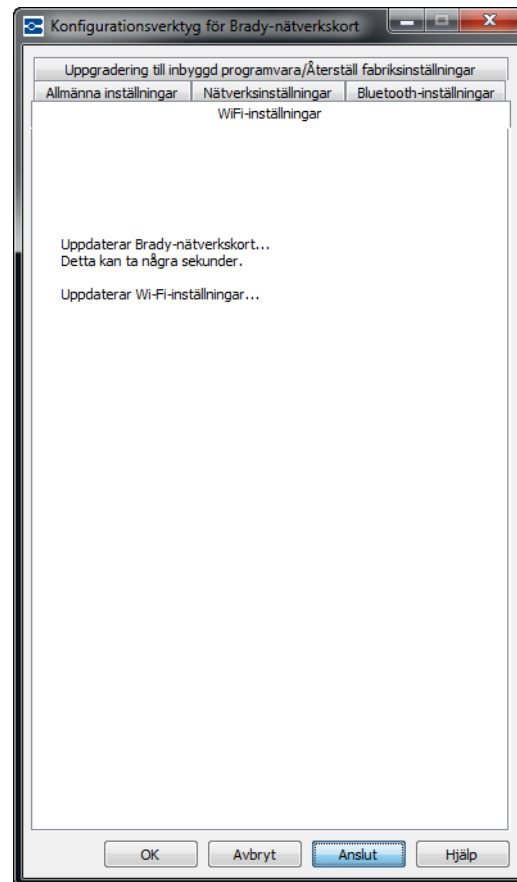 Konfigurationsverktyg för Brady-nätverkskort
Uppgradering till inbyggd programvara/Återställ fabriksinställningar
Allmänna inställningar Nätverksinställningar Bluetooth-inställningar
WiFi-inställningar
Uppdaterar Brady-nätverkskort...
Detta kan ta några sekunder.
Uppdaterar Wi-Fi-inställningar...
OK Avbryt Anslut Hjälp